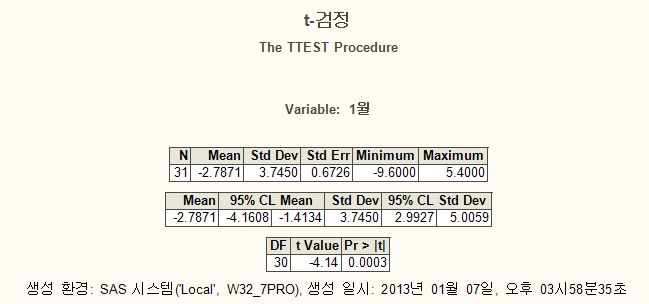 t-검정
The TTEST Procedure
Variable: 1월
N Mean Std Dev Std Err Minimum Maximum
31 -2.7871 3.7450 0.6726 -9.6000 5.4000
Mean 95% CL Mean Std Dev 95% CL Std Dev
-2.7871 -4.1608 -1.4134 3.7450 2.9927 5.0059
DF t Value Pr > |t|
30 -4.14 0.0003
생성 환경: SAS 시스템('Local', W32_7PRO), 생성 일시: 2013년 01월 07일, 오후 03시58분35초